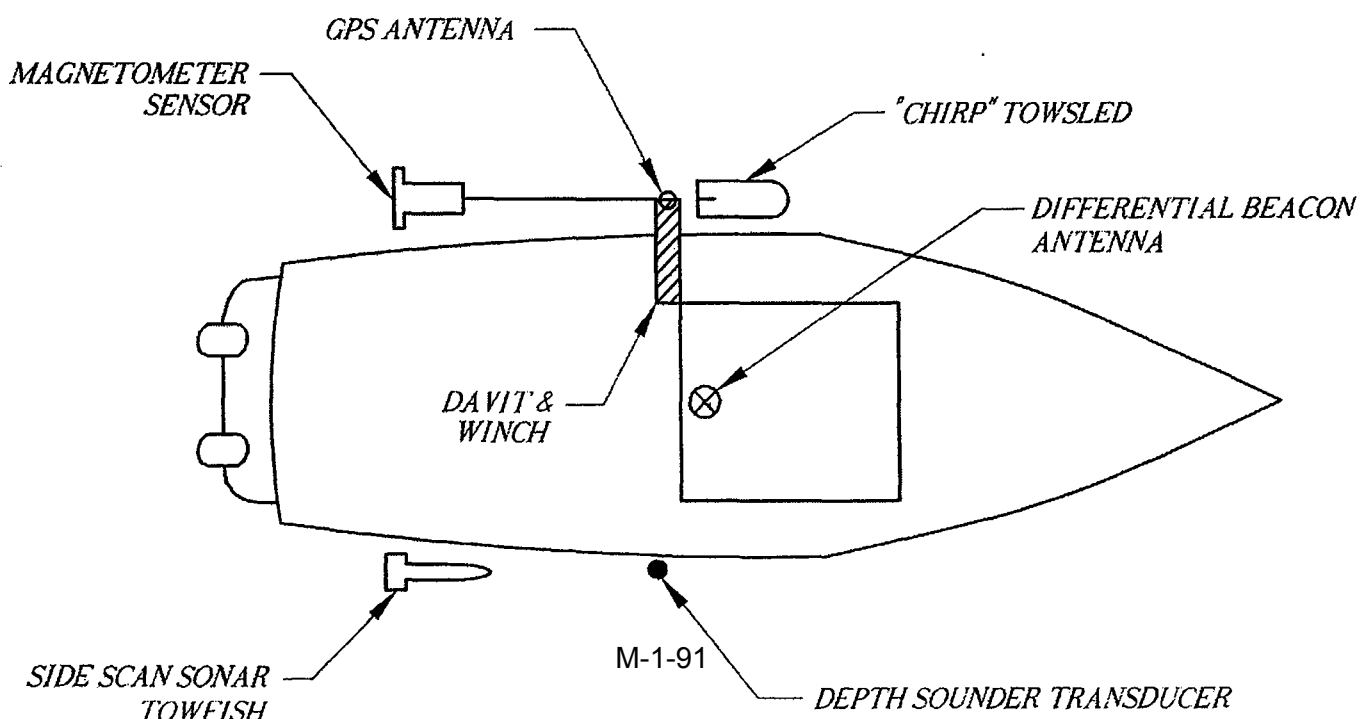 GPS ANTENNA
MAGNETOMETER
SENSOR
"CHIRP" TOWSLED
DIFFERENTIAL BEACON
ANTENNA
DAVIT &
WINCH
M-1-91
SIDE SCAN SONAR
TOWFISH
DEPTH SOUNDER TRANSDUCER